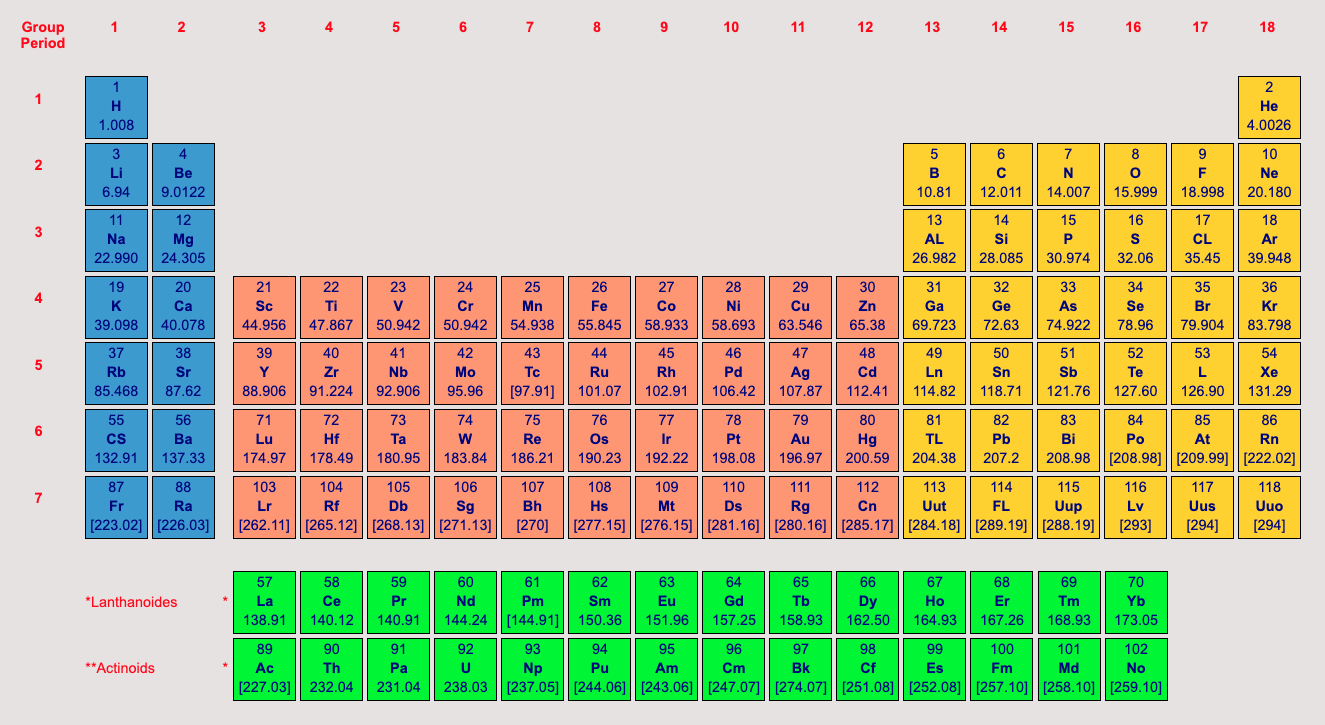 Group 1 2 3 4 5 6 7 8 9 10 11 12 13 14 15 16 17 18
Period
1
1 2
H He
1.008 4.0026
2
3 4 5 6 7 8 9 10
Li Be B C N O F Ne
6.94 9.0122 10.81 12.011 14.007 15.999 18.998 20.180
3
11 12 13 14 15 16 17 18
Na Mg AL Si P S CL Ar
22.990 24.305 26.982 28.085 30.974 32.06 35.45 39.948
4
19 20 21 22 23 24 25 26 27 28 29 30 31 32 33 34 35 36
K Ca Sc Ti V Cr Mn Fe Co Ni Cu Zn Ga Ge As Se Br Kr
39.098 40.078 44.956 47.867 50.942 50.942 54.938 55.845 58.933 58.693 63.546 65.38 69.723 72.63 74.922 78.96 79.904 83.798
5
37 38 39 40 41 42 43 44 45 46 47 48 49 50 51 52 53 54
Rb Sr Y Zr Nb Mo Tc Ru Rh Pd Ag Cd Ln Sn Sb Te L Xe
85.468 87.62 88.906 91.224 92.906 95.96 [97.91] 101.07 102.91 106.42 107.87 112.41 114.82 118.71 121.76 127.60 126.90 131.29
6
55 56 71 72 73 74 75 76 77 78 79 80 81 82 83 84 85 86
CS Ba Lu Hf Ta W Re Os Ir Pt Au Hg TL Pb Bi Po At Rn
132.91 137.33 174.97 178.49 180.95 183.84 186.21 190.23 192.22 198.08 196.97 200.59 204.38 207.2 208.98 [208.98] [209.99] [222.02]
7
87 88 103 104 105 106 107 108 109 110 111 112 113 114 115 116 117 118
Fr Ra Lr Rf Db Sg Bh Hs Mt Ds Rg Cn Uut FL Uup Lv Uus Uuo
[223.02] [226.03] [262.11] [265.12] [268.13] [271.13] [270] [277.15] [276.15] [281.16] [280.16] [285.17] [284.18] [289.19] [288.19] [293] [294] [294]
57 58 59 60 61 62 63 64 65 66 67 68 69 70
*Lanthanoides * La Ce Pr Nd Pm Sm Eu Gd Tb Dy Ho Er Tm Yb
138.91 140.12 140.91 144.24 [144.91] 150.36 151.96 157.25 158.93 162.50 164.93 167.26 168.93 173.05
89 90 91 92 93 94 95 96 97 98 99 100 101 102
**Actinoids * Ac Th Pa U Np Pu Am Cm Bk Cf Es Fm Md No
[227.03] 232.04 231.04 238.03 [237.05] [244.06] [243.06] [247.07] [274.07] [251.08] [252.08] [257.10] [258.10] [259.10]